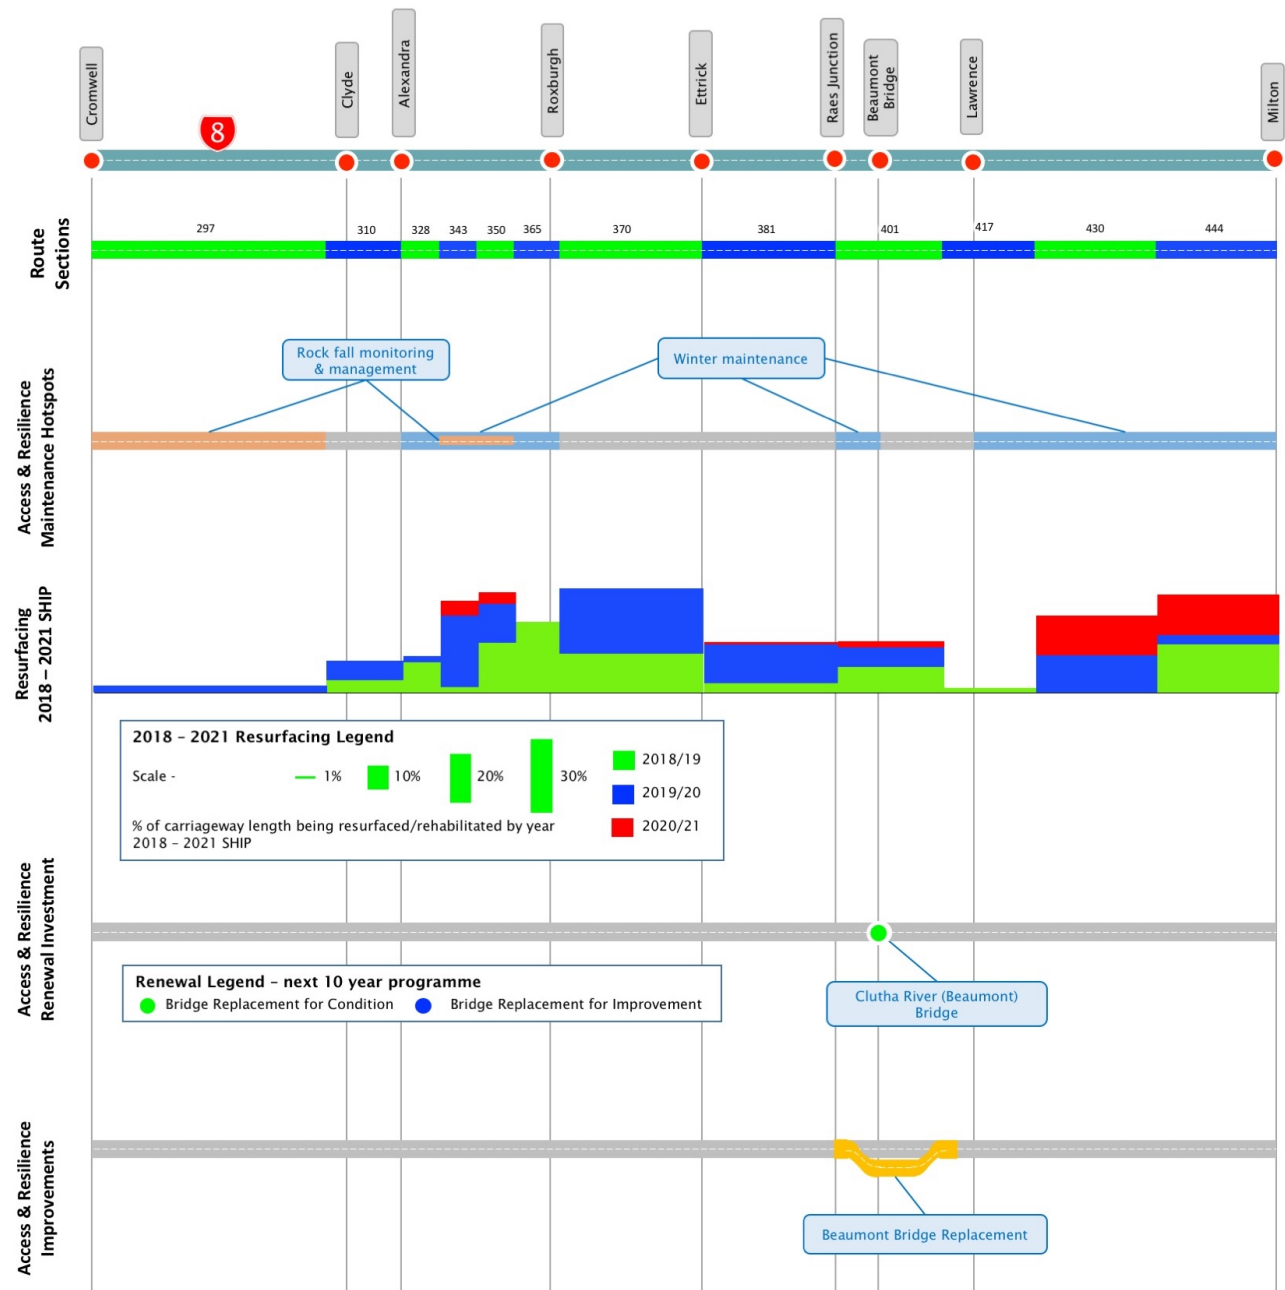 Cromwell
Clyde
Alexandra
Roxburgh
Ettrick
Raes Junction
Beaumont
Bridge
Lawrence
Milton
8
Route
Sections
297
310
328
343
350
365
370
381
401
417
430
444
Access & Resilience
Maintenance Hotspots
Rock fall monitoring
& management
Winter maintenance
Resurfacing
2018 – 2021 SHIP
2018 – 2021 Resurfacing Legend
Scale -
1%
10%
20%
30%
2018/19
2019/20
2020/21
% of carriageway length being resurfaced/rehabilitated by year
2018 – 2021 SHIP
Access & Resilience
Renewal Investment
Renewal Legend – next 10 year programme
Bridge Replacement for Condition
Bridge Replacement for Improvement
Clutha River (Beaumont)
Bridge
Access & Resilience
Improvements
Beaumont Bridge Replacement